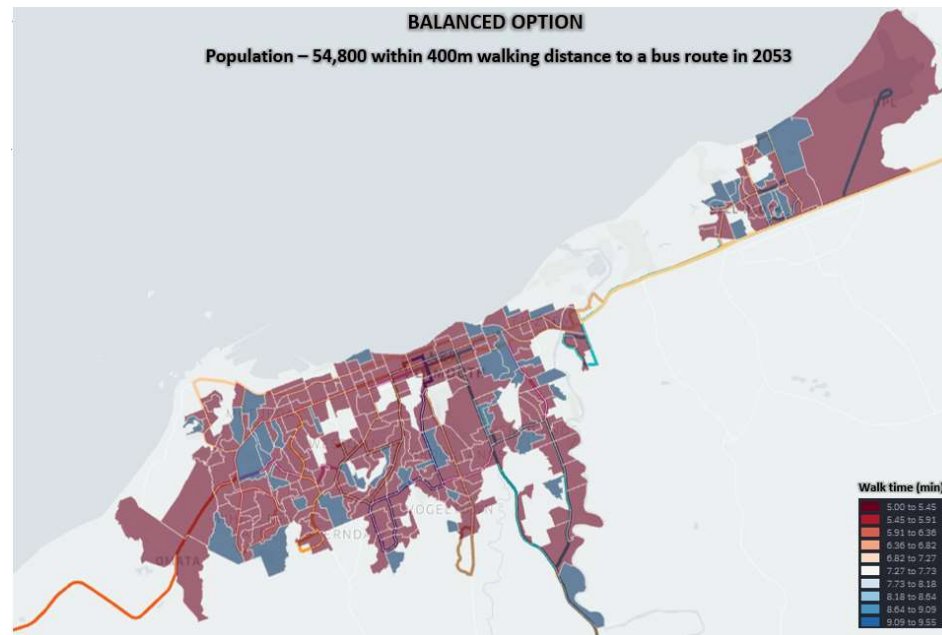 BALANCED OPTION
Population – 54,800 within 400m walking distance to a bus route in 2053
Walk time (min)
5.00 to 5.45
5.45 to 5.91
5.91 to 6.36
6.36 to 6.82
6.82 to 7.27
7.27 to 7.73
7.73 to 8.18
8.18 to 8.64
8.64 to 9.09
9.09 to 9.55